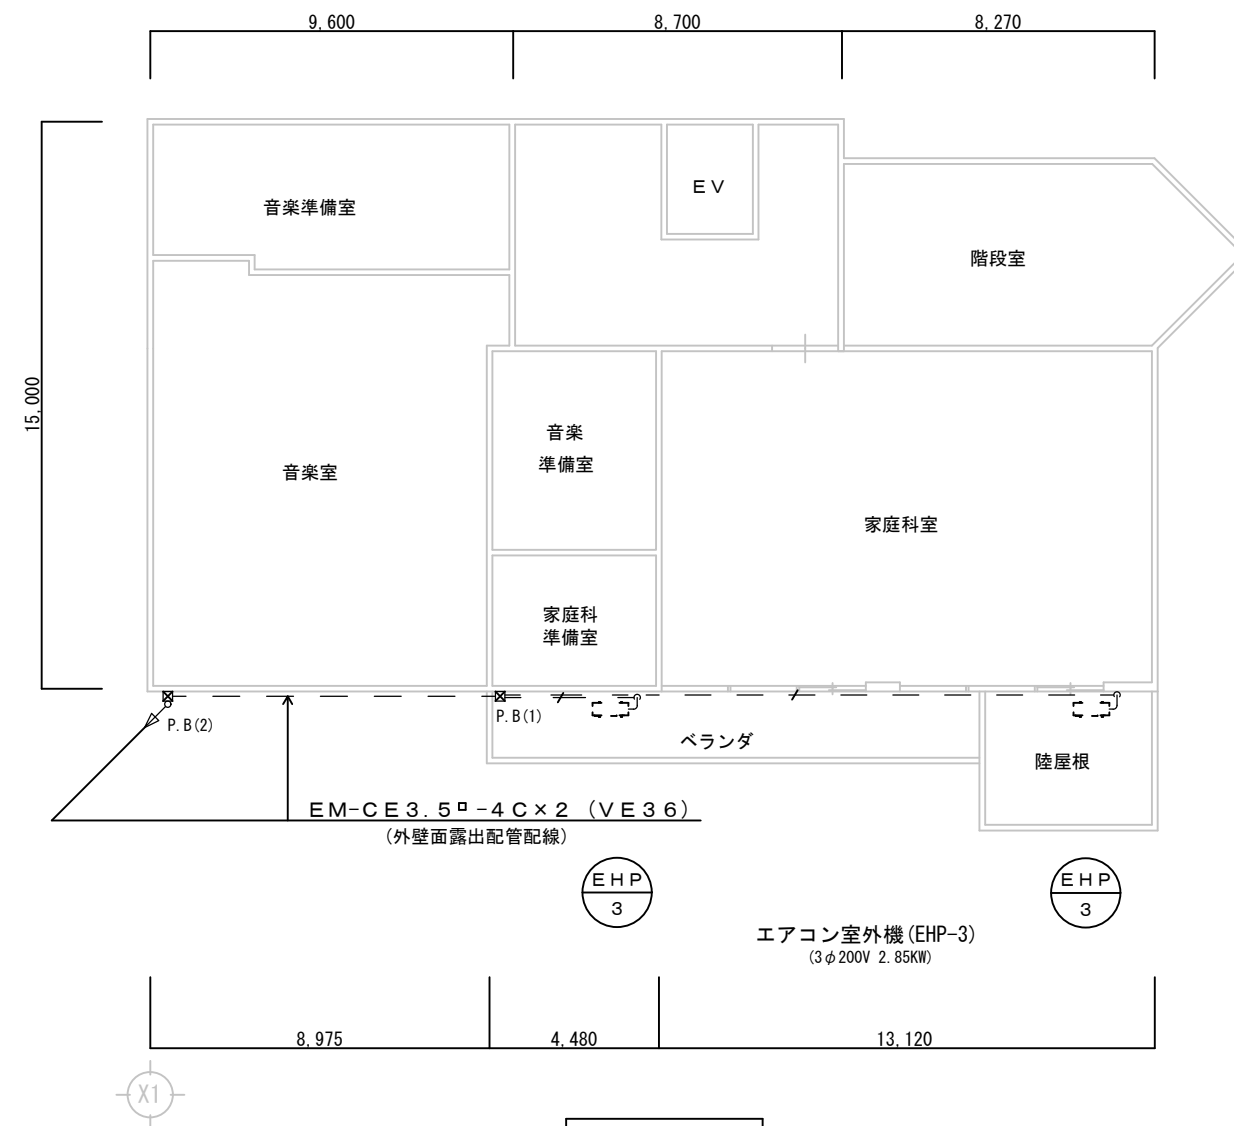 9,600
8,700
8,270
15,000
音楽準備室
EV
階段室
音楽室
音楽
準備室
家庭科室
家庭科
準備室
P.B(2)
P.B(1)
ベランダ
陸屋根
EM-CE3.5□-4C×2 (VE36)
(外壁面露出配管配線)
EHP
3
EHP
3
エアコン室外機(EHP-3)
(3φ200V 2.85KW)
8,975
4,480
13,120
X1